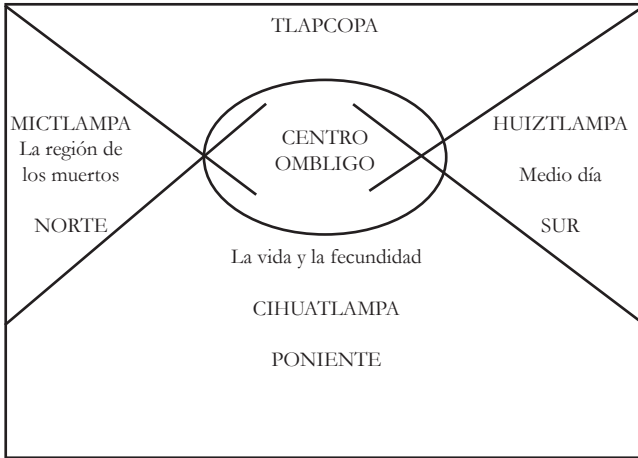 TLAPCOPA
MICTLAMPA
La región de
los muertos
NORTE
CENTRO
OMBLIGO
HUIZTLAMPA
Medio día
SUR
La vida y la fecundidad
CIHUATLAMPA
PONIENTE